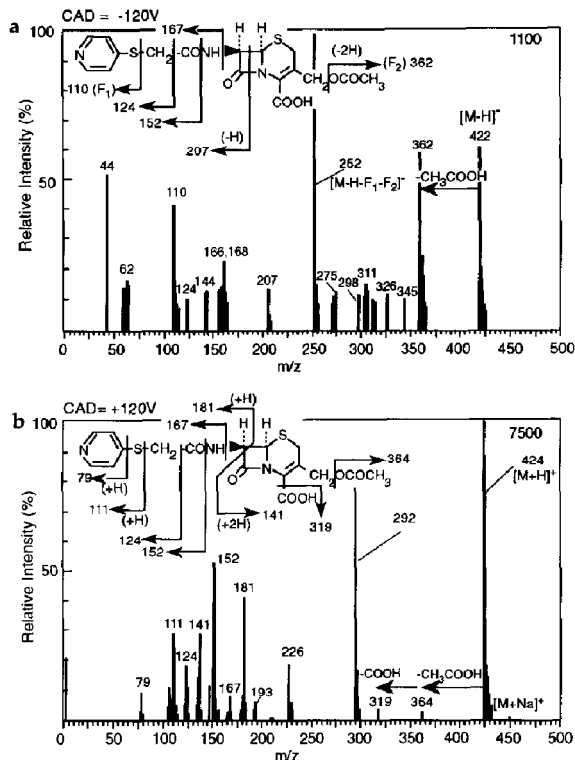 a
CAD = -120V
1100
Relative Intensity (%)
100
50
0
N
S
CH2
CONH
H H
S
O
N
CH2OCOCH3
COOH
167
(-2H)
(F2) 362
110 (F1)
124
152
(-H)
207
44
62
110
124
144
166,168
207
252
[M-H-F1-F2]-
275
298
311
326
345
362
-CH3COOH
[M-H]-
422
0 50 100 150 200 250 300 350 400 450 500
m/z
b
CAD= +120V
7500
Relative Intensity (%)
100
50
0
181 (+H)
167
H H
N
S
CH2
CONH
S
O
N
CH2OCOCH3
COOH
364
79 (+H)
111 (+H)
124
152
(+2H) 141
319
424
[M+H]+
292
79
111
124
141
152
167
181
193
226
-COOH
-CH3COOH
319
364
[M+Na]+
0 50 100 150 200 250 300 350 400 450 500
m/z